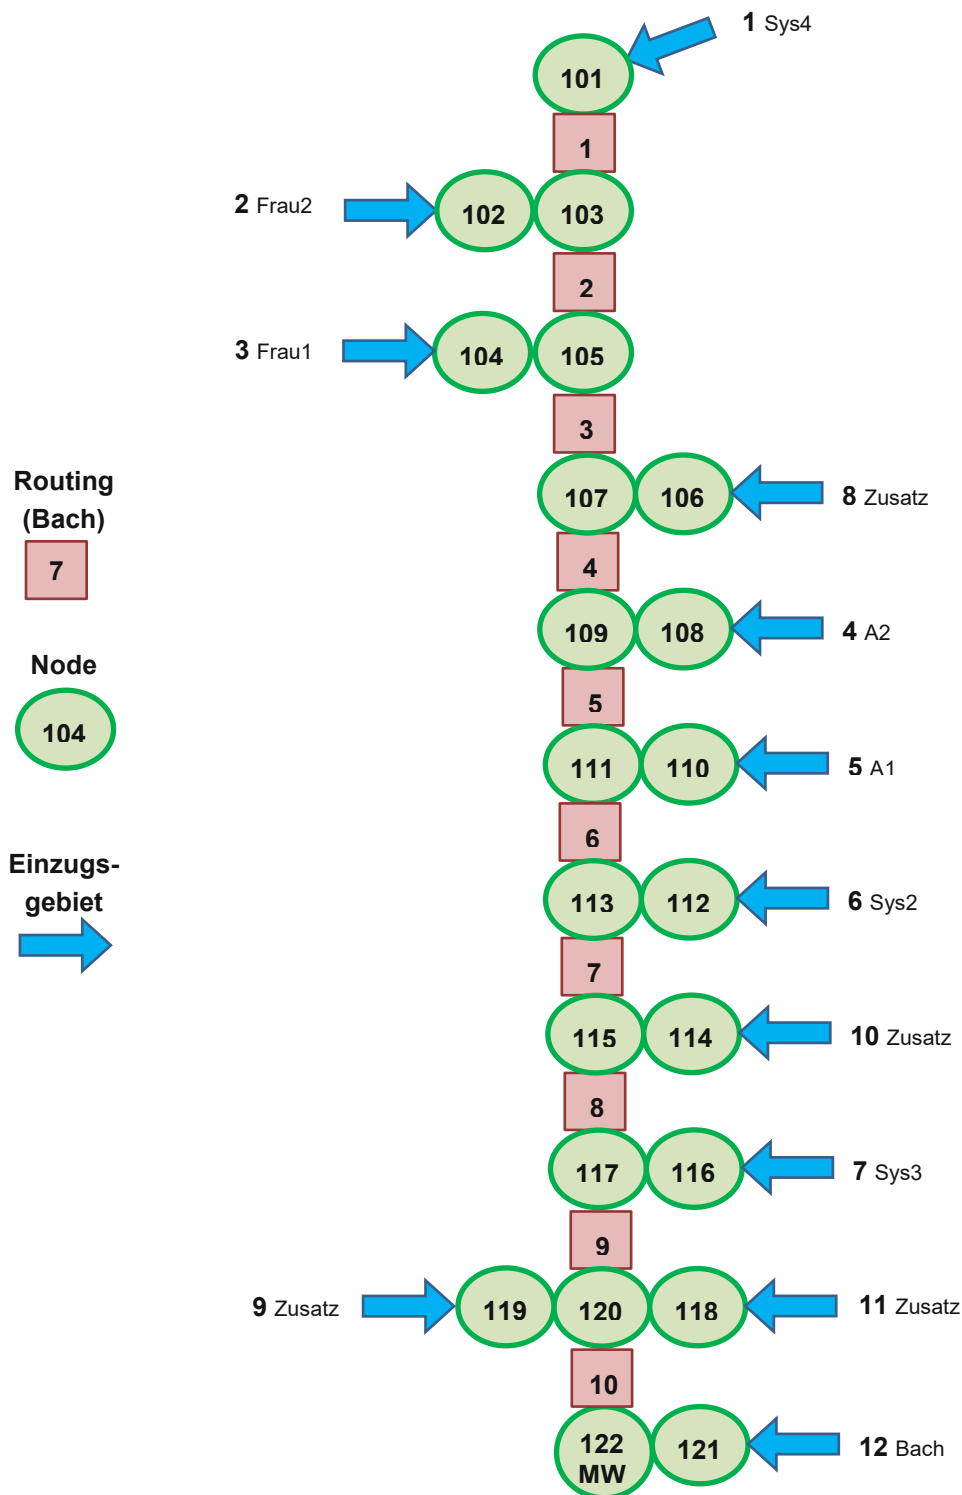 1 Sys4
101
1
2 Frau2
102
103
2
3 Frau1
104
105
3
Routing
(Bach)
7
107
106
8 Zusatz
4
109
108
4 A2
Node
104
5
111
110
5 A1
6
Einzugs-
gebiet
113
112
6 Sys2
7
115
114
10 Zusatz
8
117
116
7 Sys3
9
9 Zusatz
119
120
118
11 Zusatz
10
122
MW
121
12 Bach